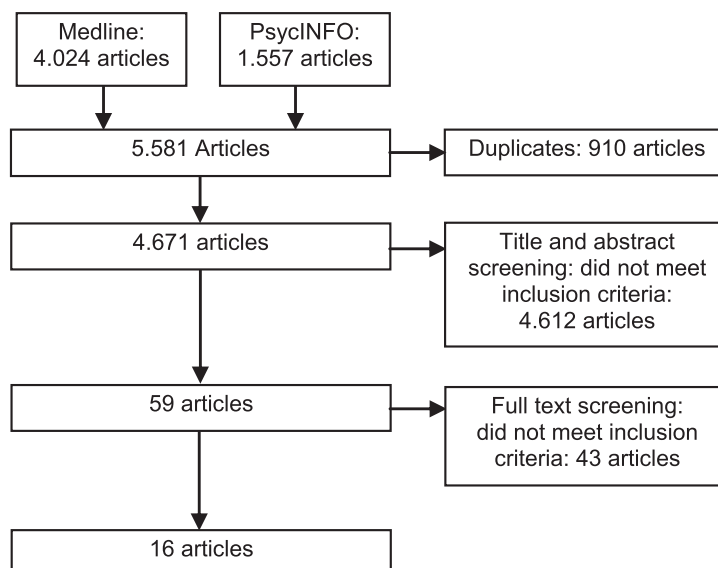 Medline:
4.024 articles
PsycINFO:
1.557 articles
5.581 Articles
Duplicates: 910 articles
4.671 articles
Title and abstract
screening: did not meet
inclusion criteria:
4.612 articles
59 articles
Full text screening:
did not meet inclusion
criteria: 43 articles
16 articles